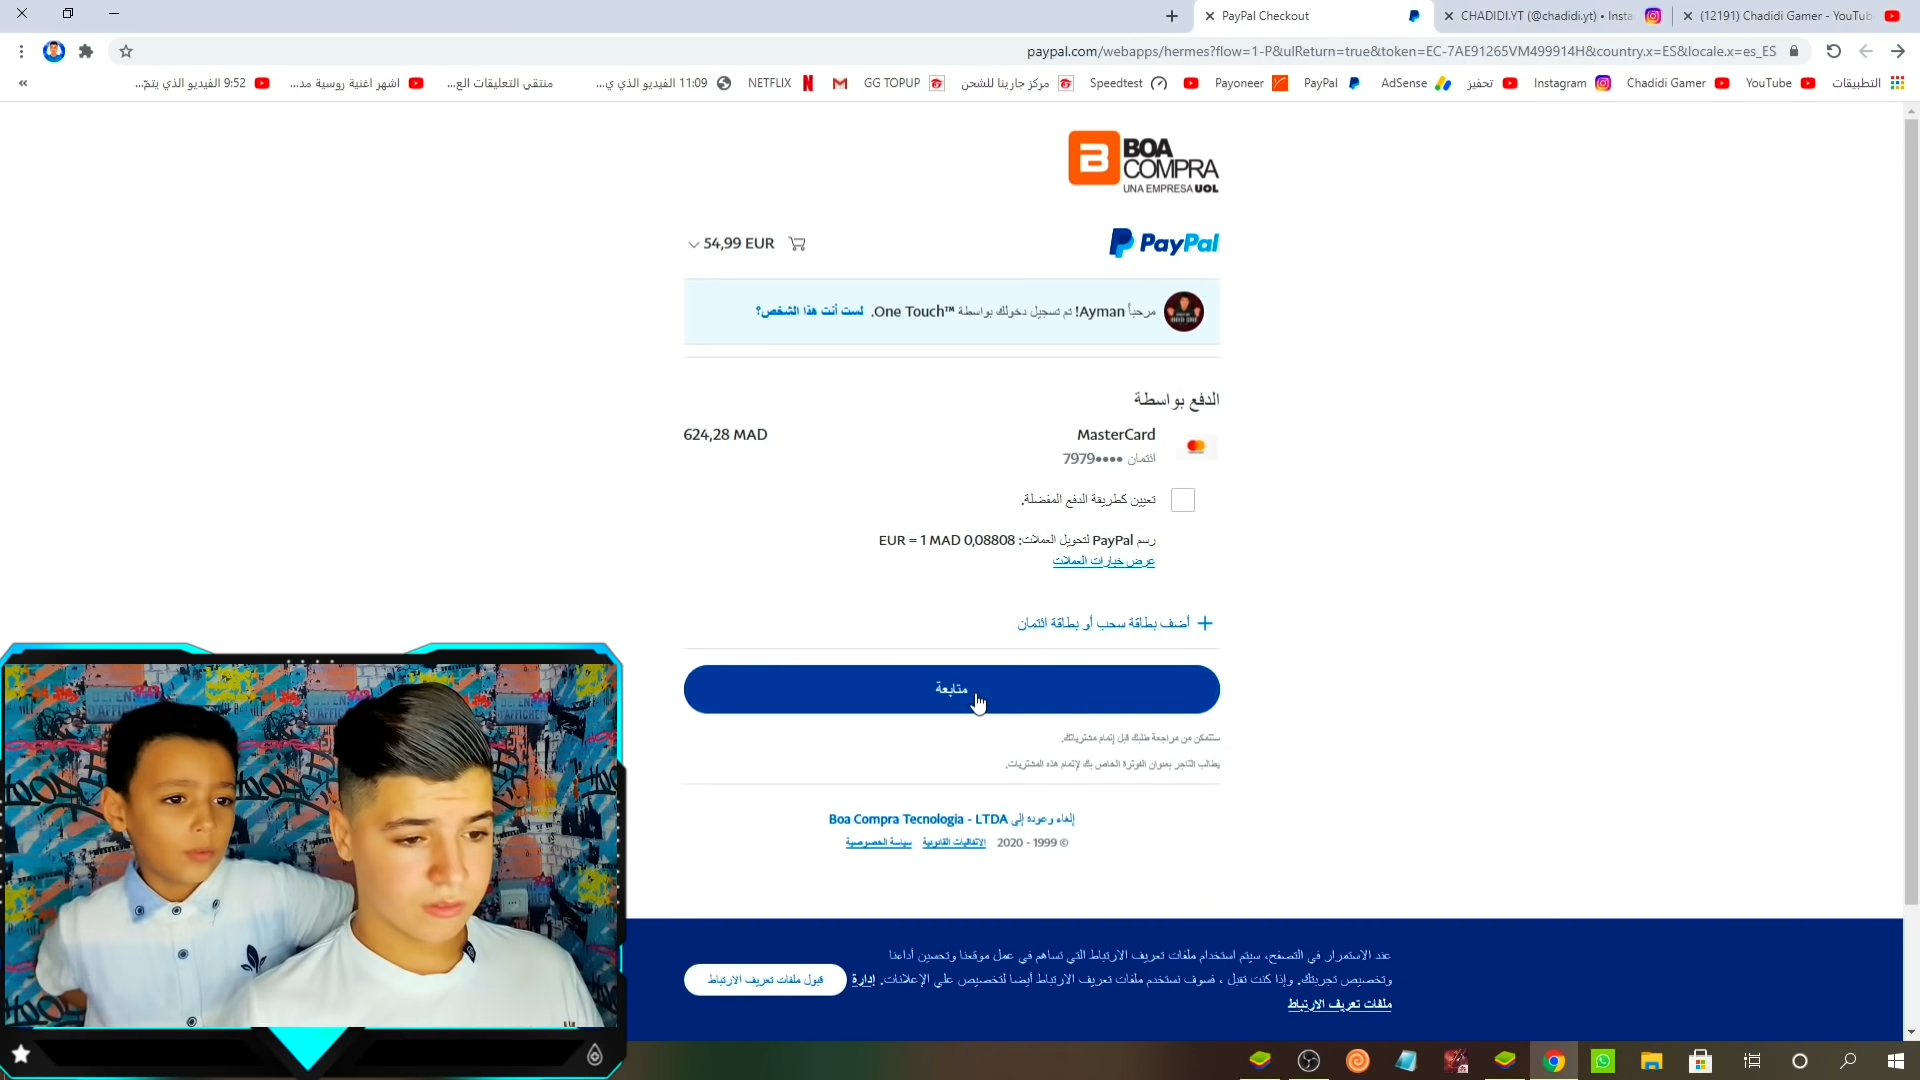 PayPal Checkout
CHADIDI.YT (@chadidi.yt) • Insta
(12191) Chadidi Gamer - YouTub
paypal.com/webapps/hermes?flow=1-P&ulReturn=true&token=EC-7AE91265VM499914H&country.x=ES&locale.x=es_ES
التطبيقات
YouTube
Chadidi Gamer
Instagram
تحفيز
AdSense
PayPal
Payoneer
Speedtest
مركز جارينا للشحن
GG TOPUP
NETFLIX
11:09 الفيديو الذي ي...
منتقي التعليقات الع...
اشهر اغنية روسية مد...
9:52 الفيديو الذي يتمّ...
BOA
COMPRA
UNA EMPRESA UOL
PayPal
54,99 EUR
مرحباً Ayman! تم تسجيل دخولك بواسطة One Touch™. لست أنت هذا الشخص؟
الدفع بواسطة
MasterCard
624,28 MAD
ائتمان ••••7979
تعيين كطريقة الدفع المفضلة.
رسم PayPal لتحويل العملات: 0,08808 EUR = 1 MAD
عرض خيارات العملات
أضف بطاقة سحب أو بطاقة ائتمان
متابعة
ستتمكن من مراجعة طلبك قبل إتمام مشترياتك.
يطالب التاجر بعنوان الفوترة الخاص بك لإتمام هذه المشتريات.
إلغاء وعودة إلى Boa Compra Tecnologia - LTDA
© 1999 - 2020 الاتفاقيات القانونية سياسة الخصوصية
عند الاستمرار في التصفح، سيتم استخدام ملفات تعريف الارتباط التي تساهم في عمل موقعنا وتحسين أداءنا
وتخصيص تجربتك. وإذا كنت تقبل ، فسوف نستخدم ملفات تعريف الارتباط أيضا لتخصيص على الإعلانات. إدارة
ملفات تعريف الارتباط
قبول ملفات تعريف الارتباط